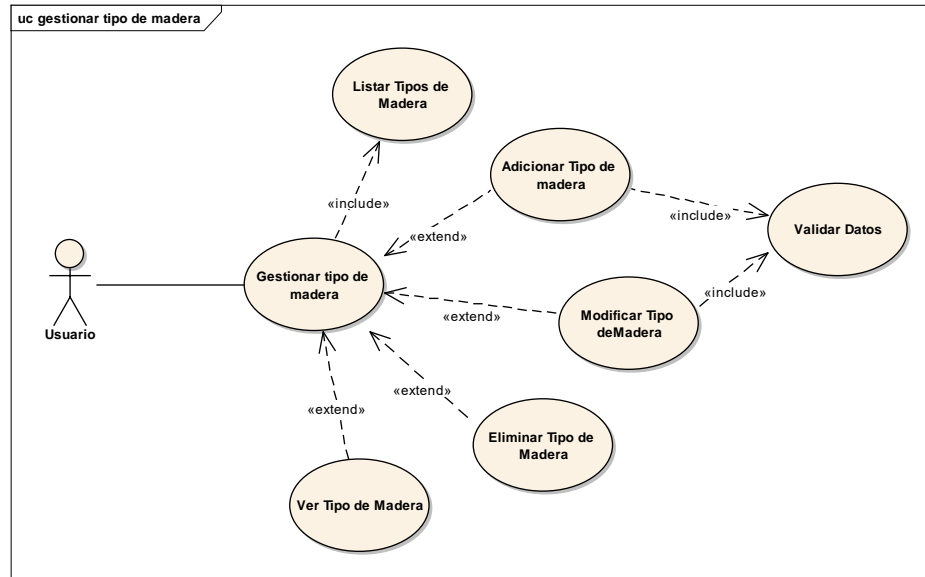 uc gestionar tipo de madera
Listar Tipos de
Madera
Adicionar Tipo de
madera
«include»
«include»
Validar Datos
«extend»
Gestionar tipo de
madera
«include»
«extend»
Modificar Tipo
deMadera
Usuario
«extend»
«extend»
Eliminar Tipo de
Madera
Ver Tipo de Madera